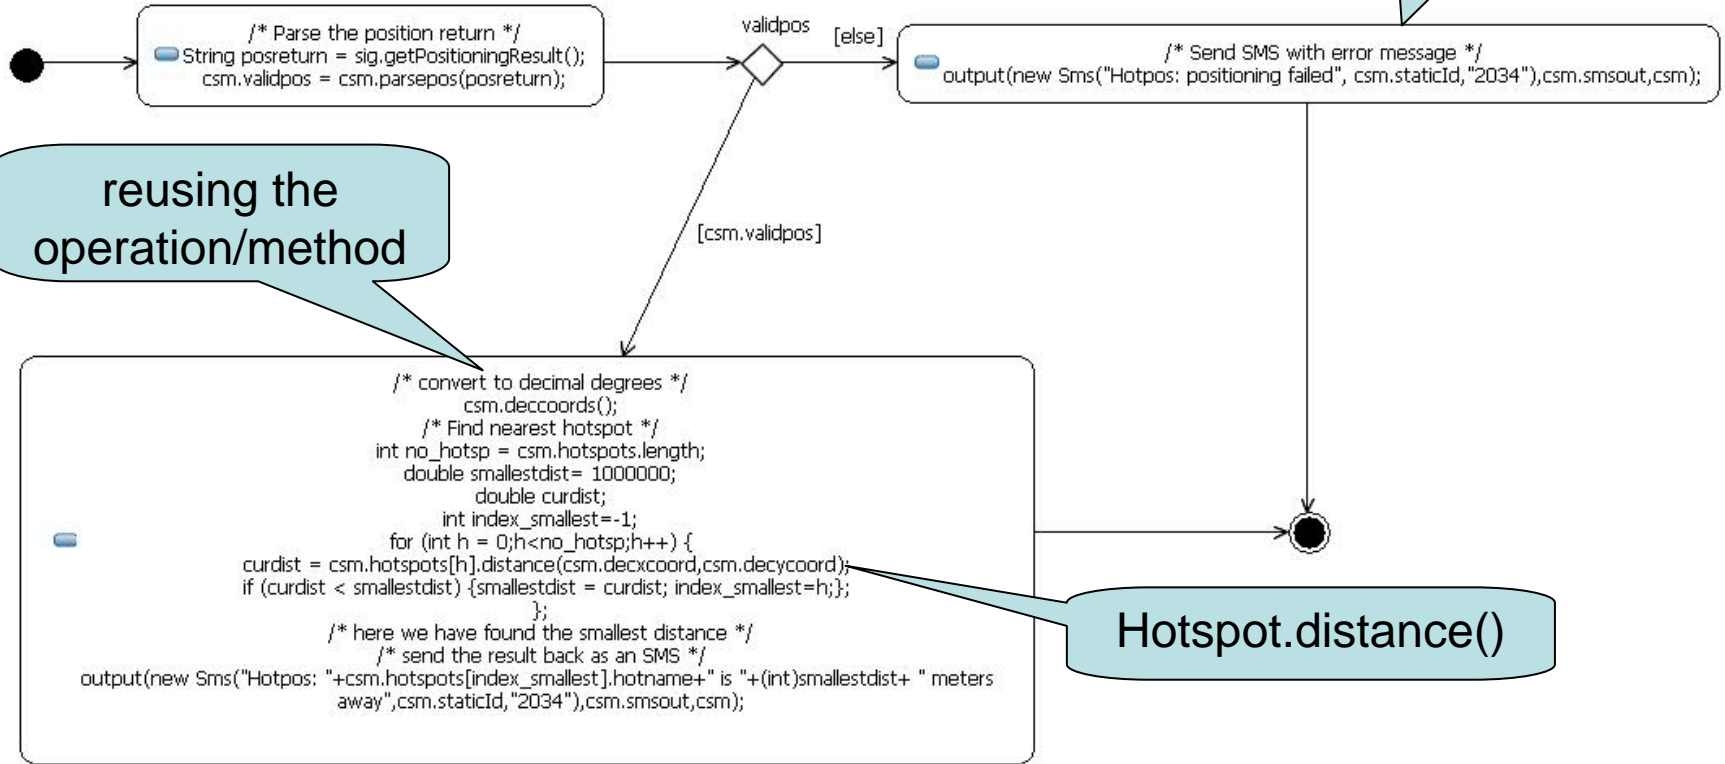 /* Parse the position return */
String posreturn = sig.getPositioningResult();
csm.validpos = csm.parsepos(posreturn);
validpos
[else]
/* Send SMS with error message */
output(new Sms("Hotpos: positioning failed", csm.staticId,"2034"),csm.smsout,csm);
reusing the
operation/method
[csm.validpos]
/* convert to decimal degrees */
csm.deccoords();
/* Find nearest hotspot */
int no_hotsp = csm.hotspots.length;
double smallestdist= 1000000;
double curdist;
int index_smallest=-1;
for (int h = 0;h<no_hotsp;h++) {
curdist = csm.hotspots[h].distance(csm.decxcoord,csm.decycoord);
if (curdist < smallestdist) {smallestdist = curdist; index_smallest=h;};
};
/* here we have found the smallest distance */
/* send the result back as an SMS */
output(new Sms("Hotpos: "+csm.hotspots[index_smallest].hotname+" is "+(int)smallestdist+ " meters
away",csm.staticId,"2034"),csm.smsout,csm);
Hotspot.distance()